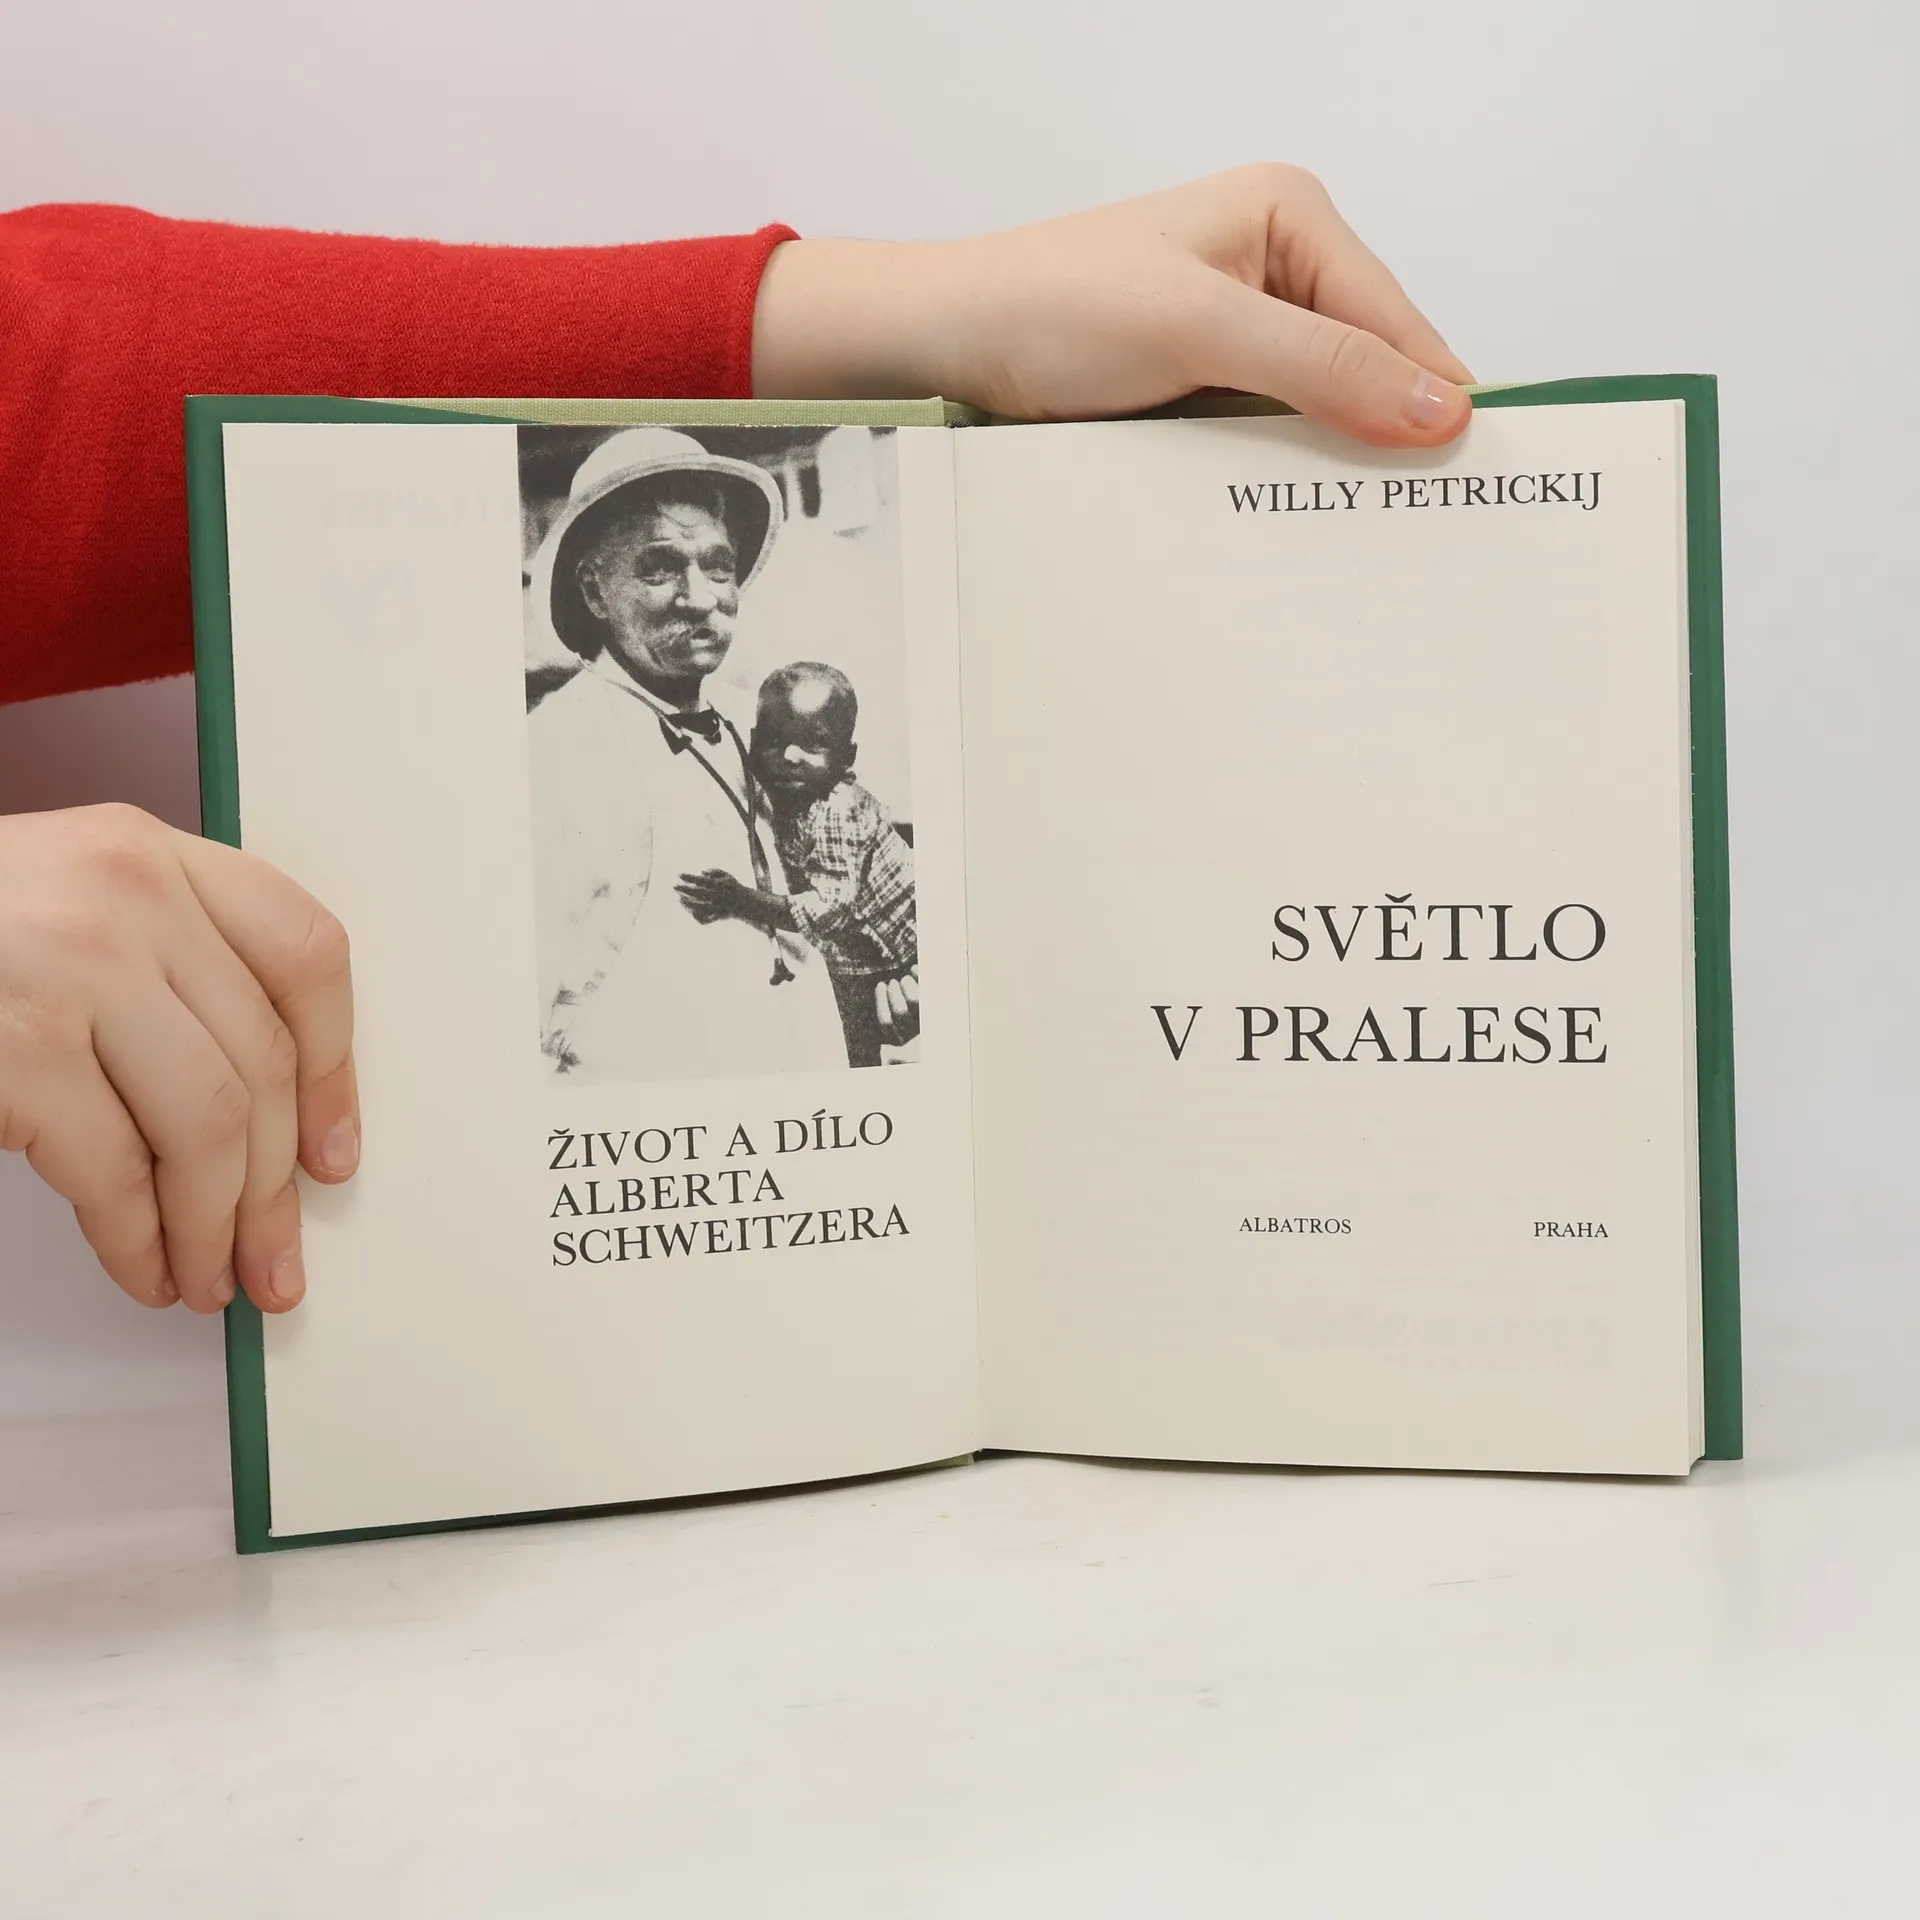 ŽIVOT A DÍLO
ALBERTA
SCHWEITZERA
WILLY PETRICKIJ
SVĚTLO
V PRALESE
ALBATROS PRAHA